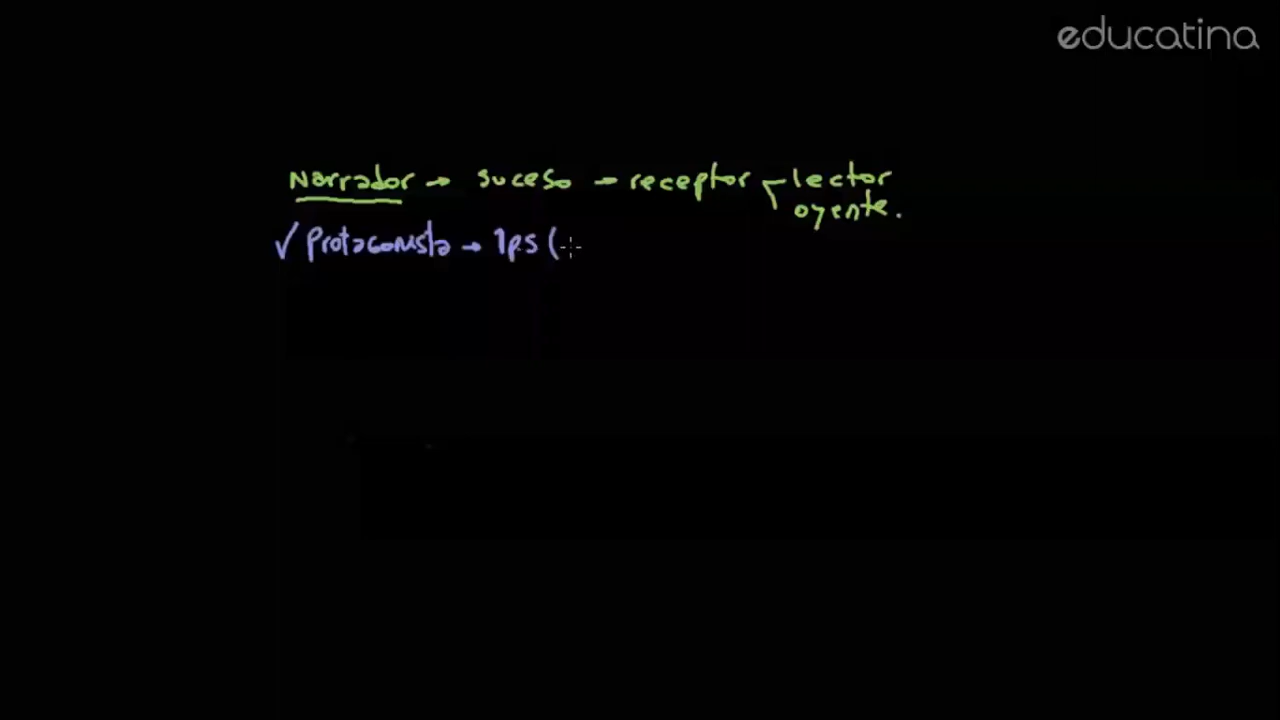 educatina
Narrador → suceso → receptor lector
oyente.
✓ Protagonista → 1ps (